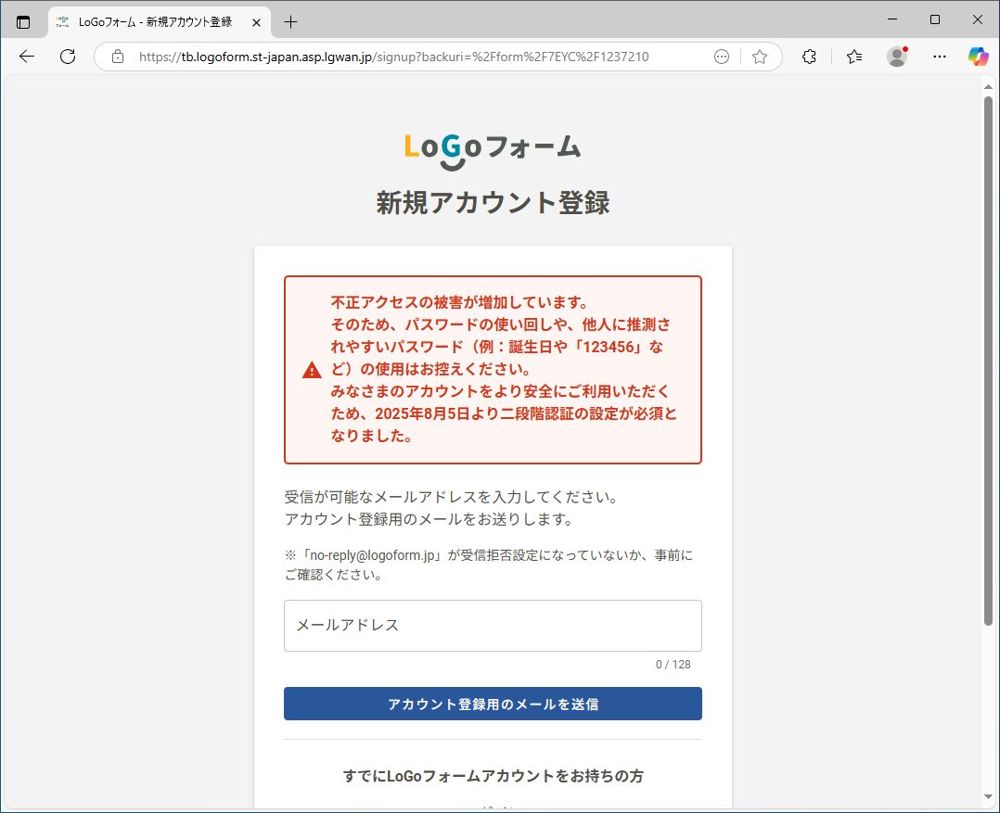 LoGoフォーム - 新規アカウント登録
https://tb.logoform.st-japan.asp.lgwan.jp/signup?backuri=%2Fform%2F7EYC%2F1237210
LoGoフォーム
新規アカウント登録
不正アクセスの被害が増加しています。
そのため、パスワードの使い回しや、他人に推測さ
れやすいパスワード（例：誕生日や「123456」な
ど）の使用はお控えください。
みなさまのアカウントをより安全にご利用いただく
ため、2025年8月5日より二段階認証の設定が必須と
なりました。
受信が可能なメールアドレスを入力してください。
アカウント登録用のメールをお送りします。
※「no-reply@logoform.jp」が受信拒否設定になっていないか、事前に
ご確認ください。
メールアドレス
0 / 128
アカウント登録用のメールを送信
すでにLoGoフォームアカウントをお持ちの方